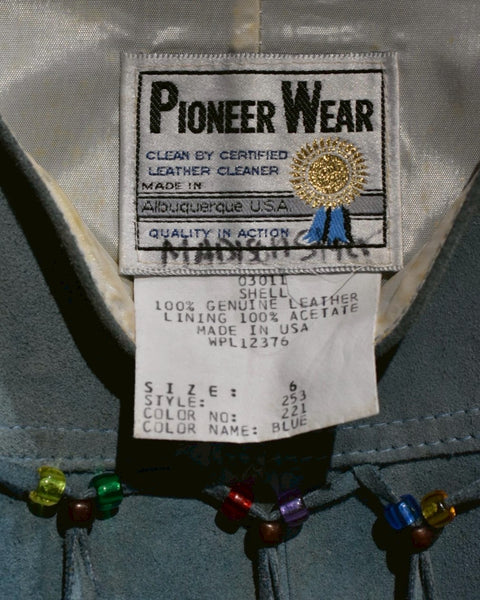 PIONEER WEAR
CLEAN BY CERTIFIED
LEATHER CLEANER
MADE IN
Albuquerque U.S.A.
QUALITY IN ACTION
03011
SHELL
100% GENUINE LEATHER
LINING 100% ACETATE
MADE IN USA
WPL12376
SIZE: 6
STYLE: 253
COLOR NO: 221
COLOR NAME: BLUE